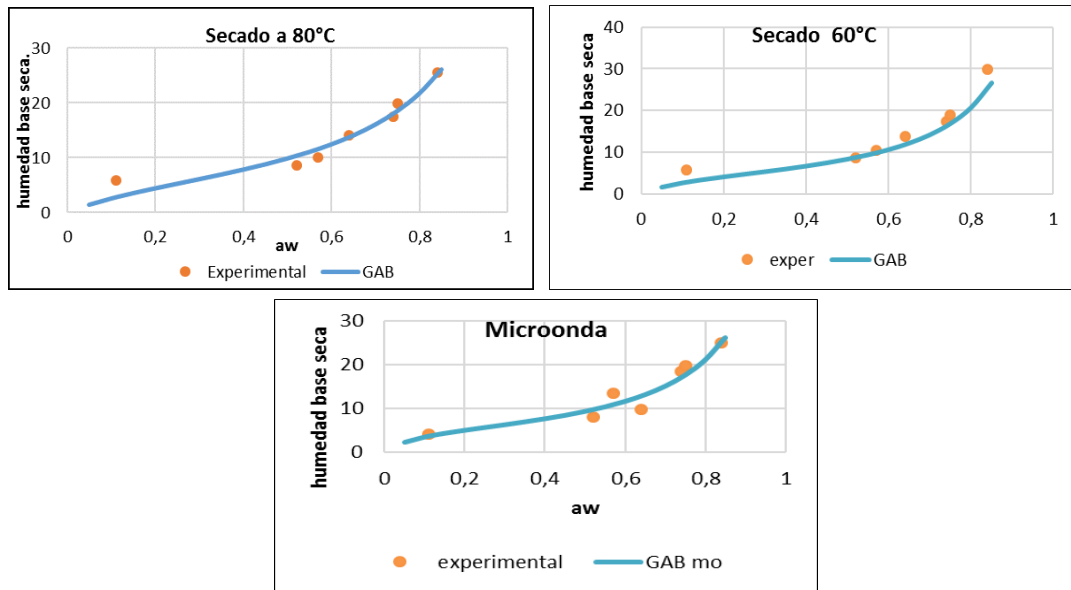 Secado a 80°C
humedad base seca.
30
20
10
0
0
0,2
0,4
0,6
0,8
1
aw
Experimental
GAB
Secado 60°C
humedad base seca
40
30
20
10
0
0
0,2
0,4
0,6
0,8
1
exper
GAB
Microonda
humedad base seca
30
20
10
0
0
0,2
0,4
0,6
0,8
1
aw
experimental
GAB mo